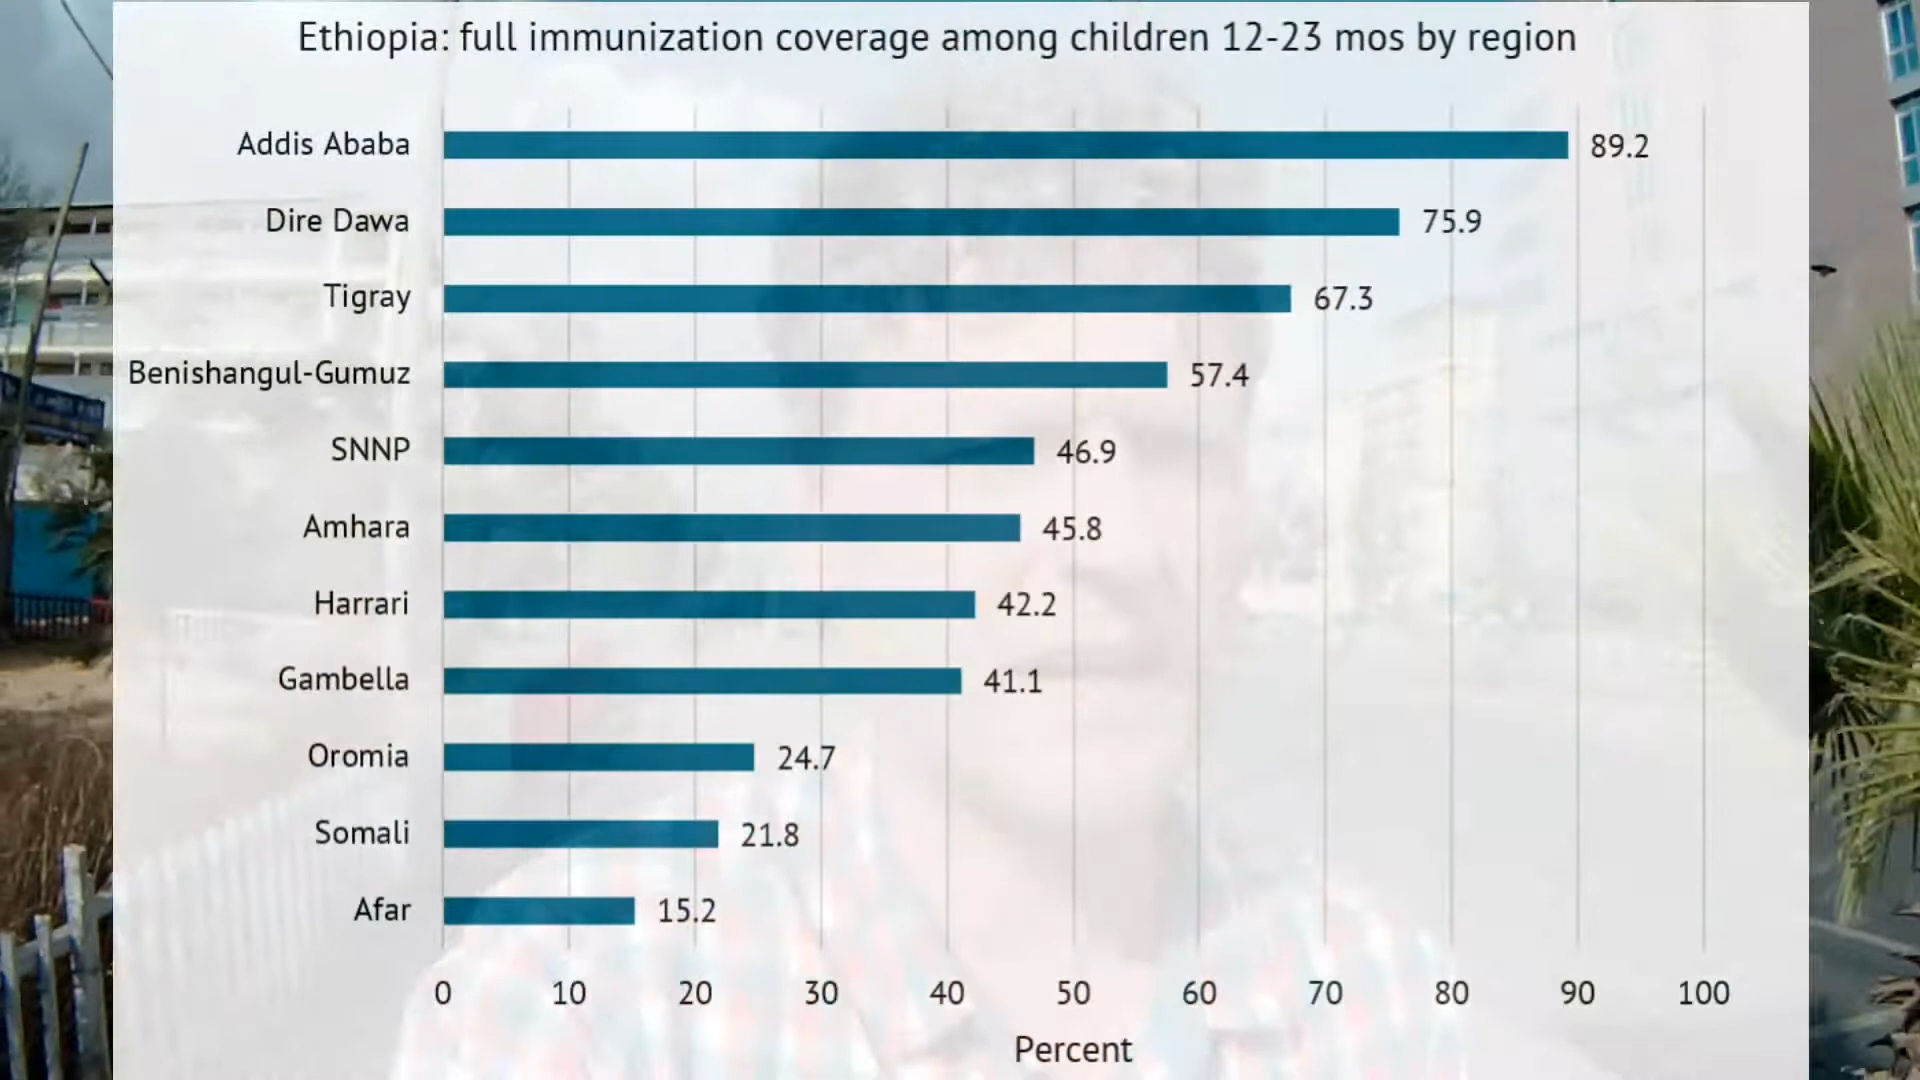 Ethiopia: full immunization coverage among children 12-23 mos by region
Addis Ababa 89.2
Dire Dawa 75.9
Tigray 67.3
Benishangul-Gumuz 57.4
SNNP 46.9
Amhara 45.8
Harrari 42.2
Gambella 41.1
Oromia 24.7
Somali 21.8
Afar 15.2
0 10 20 30 40 50 60 70 80 90 100
Percent